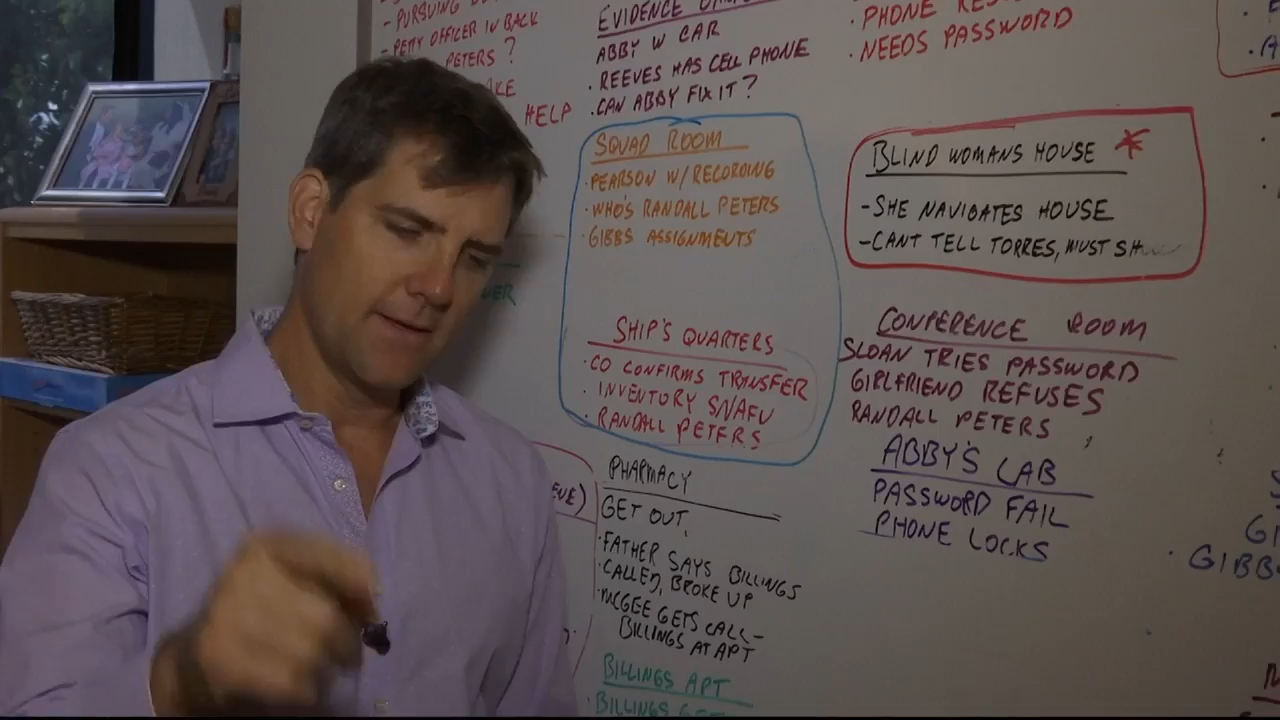 - PURSUING
- PETTY OFFICER IN BACK
PETERS?
HELP
EVIDENCE
ABBY W CAR
· REEVES HAS CELL PHONE
· CAN ABBY FIX IT?
SQUAD ROOM
· PEARSON W/ RECORDING
· WHO'S RANDALL PETERS
· GIBBS ASSIGNMENTS
SHIP'S QUARTERS
· CO CONFIRMS TRANSFER
· INVENTORY SNAFU
· RANDALL PETERS
PHARMACY
GET OUT
· FATHER SAYS BILLINGS
CALLED, BROKE UP
· MCGEE GETS CALL -
BILLINGS AT APT
BILLINGS APT
· BILLINGS
· PHONE
· NEEDS PASSWORD
BLIND WOMANS HOUSE *
- SHE NAVIGATES HOUSE
- CANT TELL TORRES, MUST
CONFERENCE ROOM
SLOAN TRIES PASSWORD
GIRLFRIEND REFUSES
RANDALL PETERS
ABBY'S LAB
PASSWORD FAIL
PHONE LOCKS